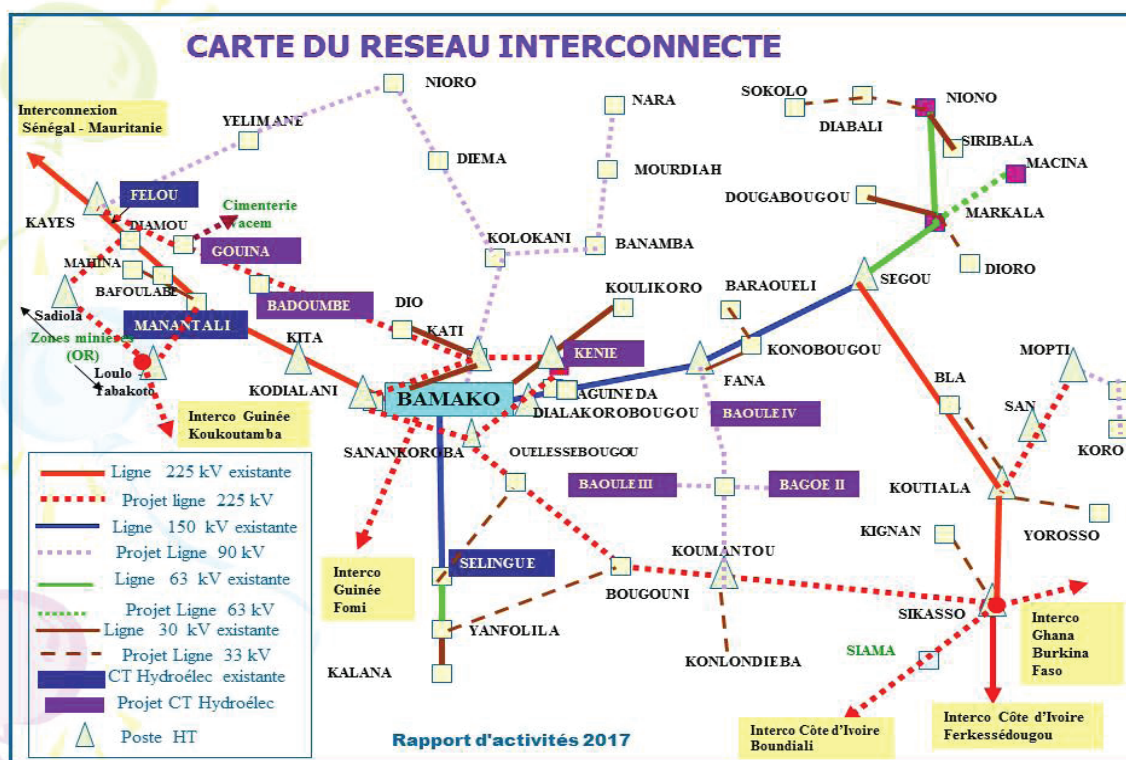 CARTE DU RESEAU INTERCONNECTE
Interconnexion
Sénégal - Mauritanie
NIORO
YELIMANE
DIEMA
NARA
MOURDIAH
SOKOLO
DIABALI
NIONO
SIRIBALA
MACINA
DOUGABOUGOU
MARKALA
DIORO
FELOU
KAYES
DIAMOU
Cimenterie
GOUINA
KOLOKANI
BANAMBA
SEGOU
MAHINA
BAFOULABE
BADOUMBE
Sadiola
MANANTALI
DIO
KATI
KOULIKORO
BARAOUELI
KONOBOUGOU
Zones minières
(OR)
Loulo
Tabakoto
KITA
KENIE
FANA
MOPTI
KODIALANI
BAMAKO
BAGUINEDA
DIALAKOROBOUGOU
BLA
SAN
KORO
Interco Guinée
Koukoutamba
SANANKOROBA
OUELESSEBOUGOU
BAOULE IV
BAOULE III
BAGOE II
KOUTIALA
YOROSSO
KIGNAN
KOUMANTOU
SELINGUE
BOUGOUNI
SIKASSO
Interco
Guinée
Fomi
YANFOLILA
KALANA
KONLONDIEBA
SIAMA
Interco
Ghana
Burkina
Faso
Interco Côte d'Ivoire
Boundiali
Interco Côte d'Ivoire
Ferkessédougou
Ligne 225 kV existante
Projet ligne 225 kV
Ligne 150 kV existante
Projet Ligne 90 kV
Ligne 63 kV existante
Projet Ligne 63 kV
Ligne 30 kV existante
Projet Ligne 33 kV
CT Hydroélec existante
Projet CT Hydroélec
Poste HT
Rapport d'activités 2017